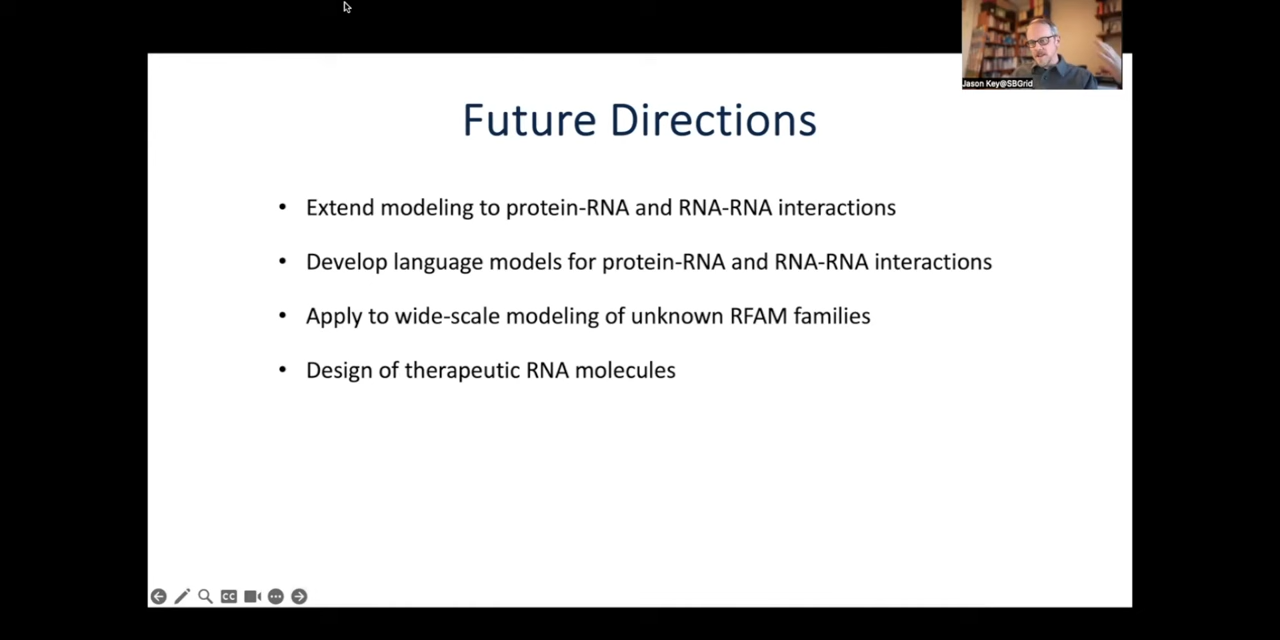 Jason Key@SBGrid
Future Directions
• Extend modeling to protein-RNA and RNA-RNA interactions
• Develop language models for protein-RNA and RNA-RNA interactions
• Apply to wide-scale modeling of unknown RFAM families
• Design of therapeutic RNA molecules
CC